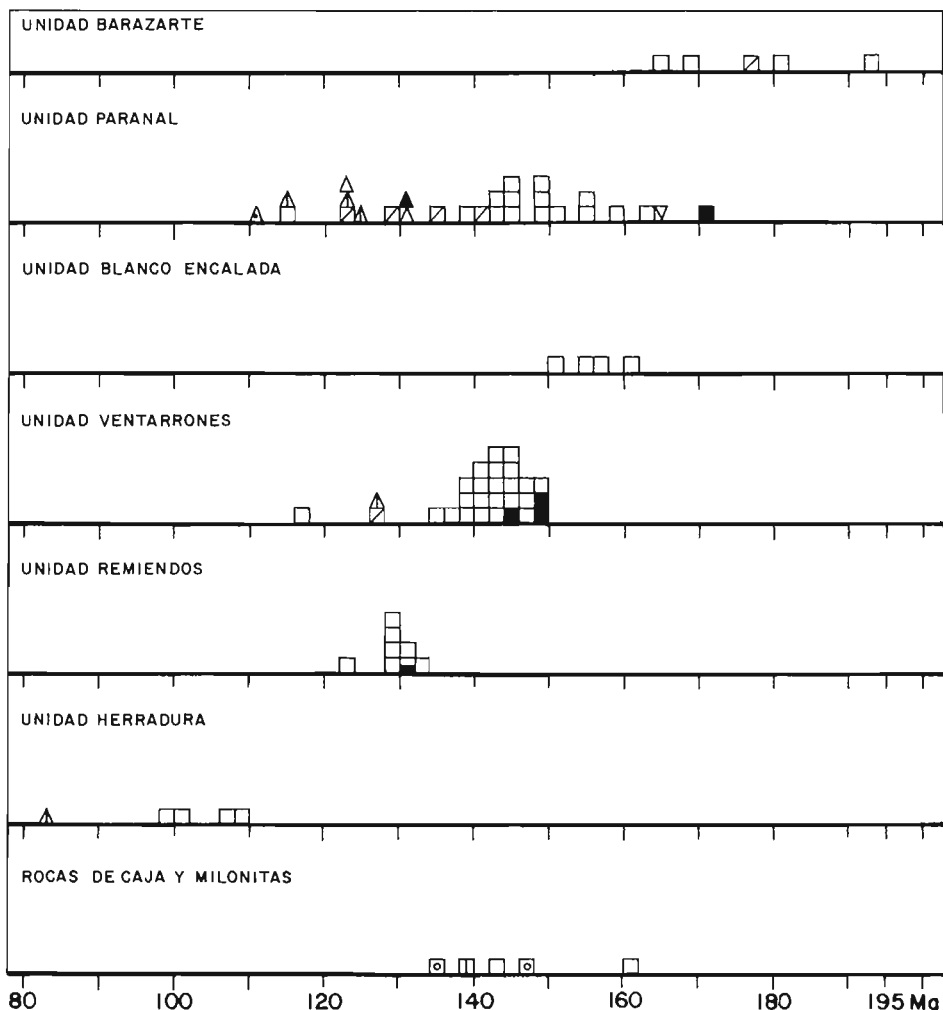 UNIDAD BARAZARTE
UNIDAD PARANAL
UNIDAD BLANCO ENCALADA
UNIDAD VENTARRONES
UNIDAD REMIENDOS
UNIDAD HERRADURA
ROCAS DE CAJA Y MILONITAS
80 100 120 140 160 180 195 Ma